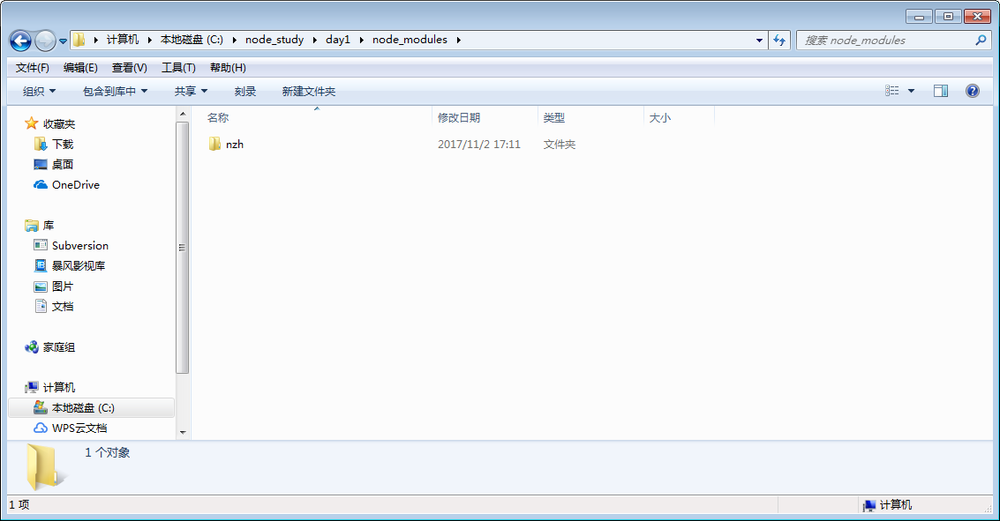 计算机 本地磁盘 (C:) node_study day1 node_modules 搜索 node_modules
文件(F) 编辑(E) 查看(V) 工具(T) 帮助(H)
组织 包含到库中 共享 刻录 新建文件夹
收藏夹
下载
桌面
OneDrive
库
Subversion
暴风影视库
图片
文档
家庭组
计算机
本地磁盘 (C:)
WPS云文档
名称 修改日期 类型 大小
nzh 2017/11/2 17:11 文件夹
1 个对象
1 项 计算机